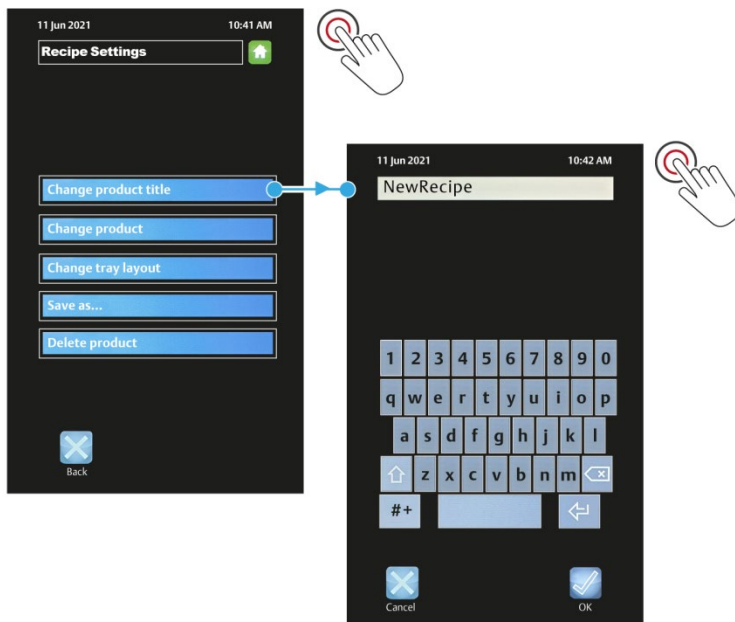 11 Jun 2021 10:41 AM
Recipe Settings
Change product title
Change product
Change tray layout
Save as...
Delete product
Back
11 Jun 2021 10:42 AM
NewRecipe
1 2 3 4 5 6 7 8 9 0
q w e r t y u i o p
a s d f g h j k l
z x c v b n m
#+
Cancel OK